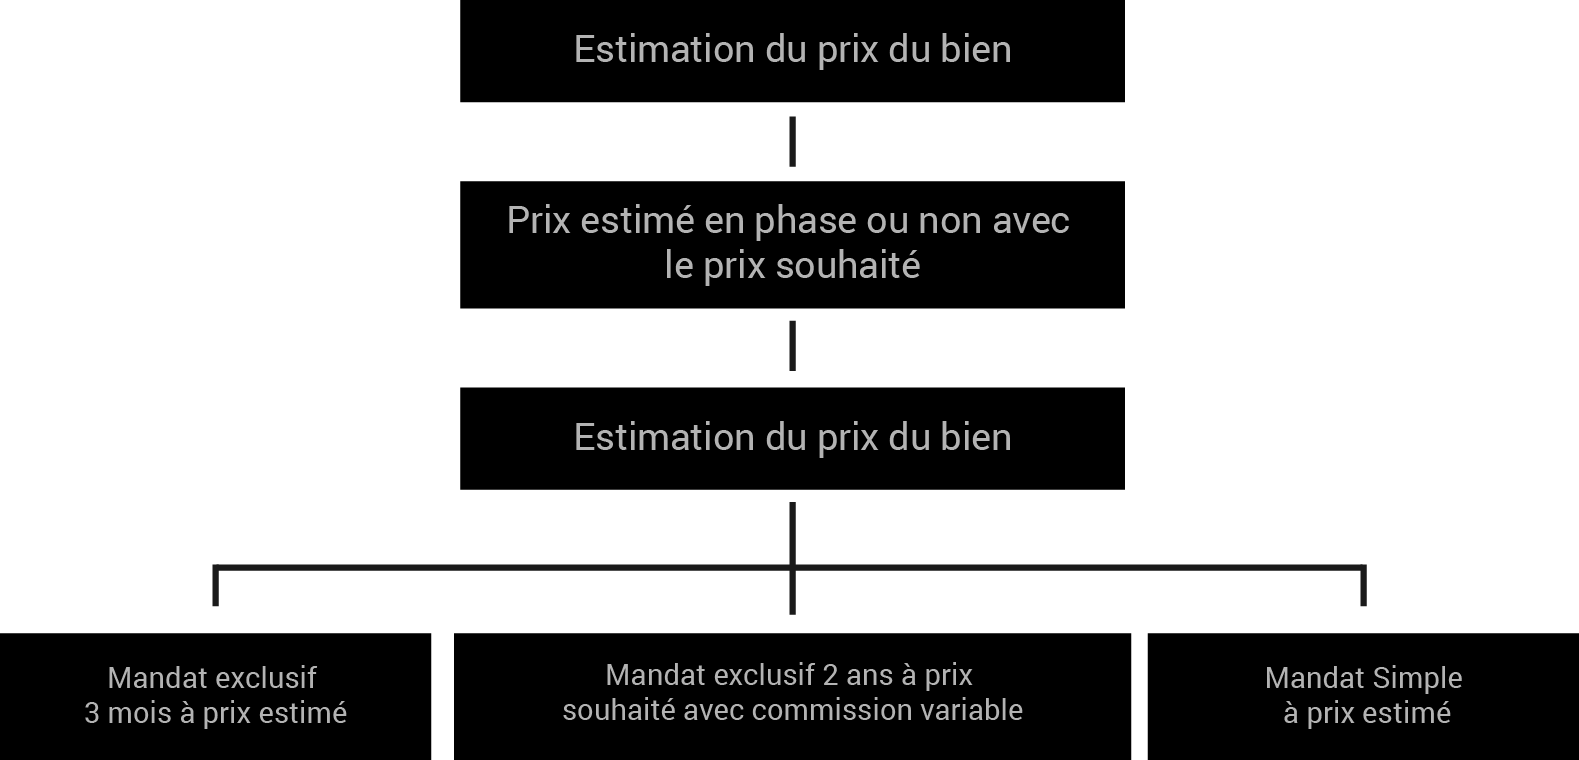 Estimation du prix du bien
Prix estimé en phase ou non avec
le prix souhaité
Estimation du prix du bien
Mandat exclusif
3 mois à prix estimé
Mandat exclusif 2 ans à prix
souhaité avec commission variable
Mandat Simple
à prix estimé